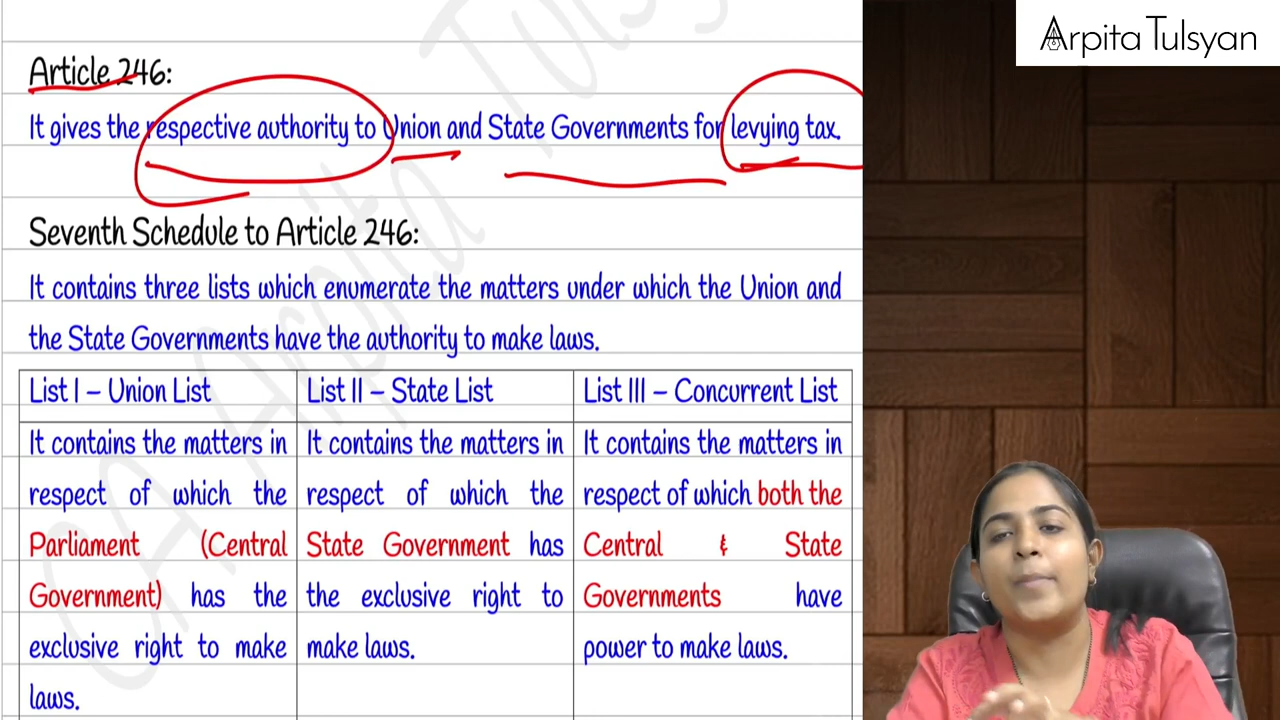 Arpita Tulsyan
Article 246:
It gives the respective authority to Union and State Governments for levying tax.
Seventh Schedule to Article 246:
It contains three lists which enumerate the matters under which the Union and
the State Governments have the authority to make laws.
List I – Union List
It contains the matters in
respect of which the
Parliament (Central
Government) has the
exclusive right to make
laws.
List II – State List
It contains the matters in
respect of which the
State Government has
the exclusive right to
make laws.
List III – Concurrent List
It contains the matters in
respect of which both the
Central & State
Governments have
power to make laws.
CA Arpita Tulsy